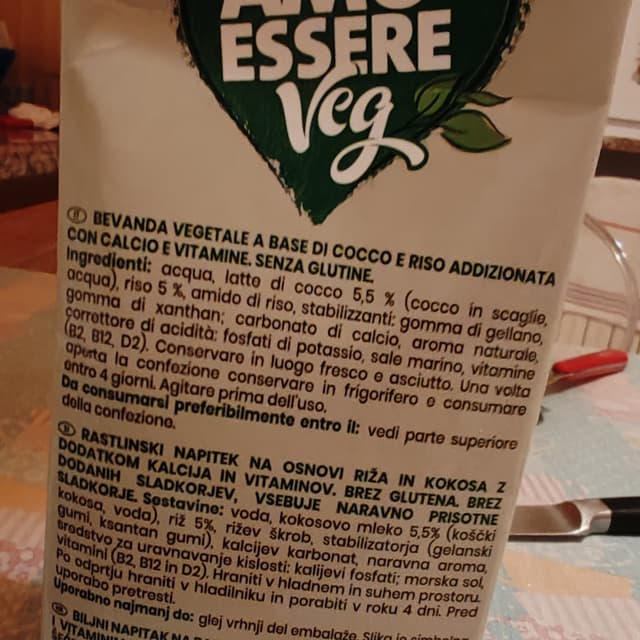 ESSERE
Veg
IT BEVANDA VEGETALE A BASE DI COCCO E RISO ADDIZIONATA
CON CALCIO E VITAMINE. SENZA GLUTINE.
Ingredienti: acqua, latte di cocco 5,5 % (cocco in scaglie,
acqua), riso 5 %, amido di riso, stabilizzanti: gomma di gellano,
gomma di xanthan; carbonato di calcio, aroma naturale,
correttore di acidità: fosfati di potassio, sale marino, vitamine
(B2, B12, D2). Conservare in luogo fresco e asciutto. Una volta
aperta la confezione conservare in frigorifero e consumare
entro 4 giorni. Agitare prima dell'uso.
Da consumarsi preferibilmente entro il: vedi parte superiore
della confezione.
RASTLINSKI NAPITEK NA OSNOVI RIŽA IN KOKOSA Z
DODATKOM KALCIJA IN VITAMINOV. BREZ GLUTENA. BREZ
DODANIH SLADKORJEV, VSEBUJE NARAVNO PRISOTNE
SLADKORJE. Sestavine: voda, kokosovo mleko 5,5% (koščki
kokosa, voda), riž 5%, rižev škrob, stabilizatorja (gelanski
gumi, ksantan gumi), kalcijev karbonat, naravna aroma,
sredstvo za uravnavanje kislosti: kalijevi fosfati; morska sol,
vitamini (B2, B12 in D2). Hraniti v hladnem in suhem prostoru.
Po odprtju hraniti v hladilniku in porabiti v roku 4 dni. Pred
uporabo pretresti.
Uporabno najmanj do: glej vrhnji del embalaže. Slika je
BILJNI NAPITAK NA